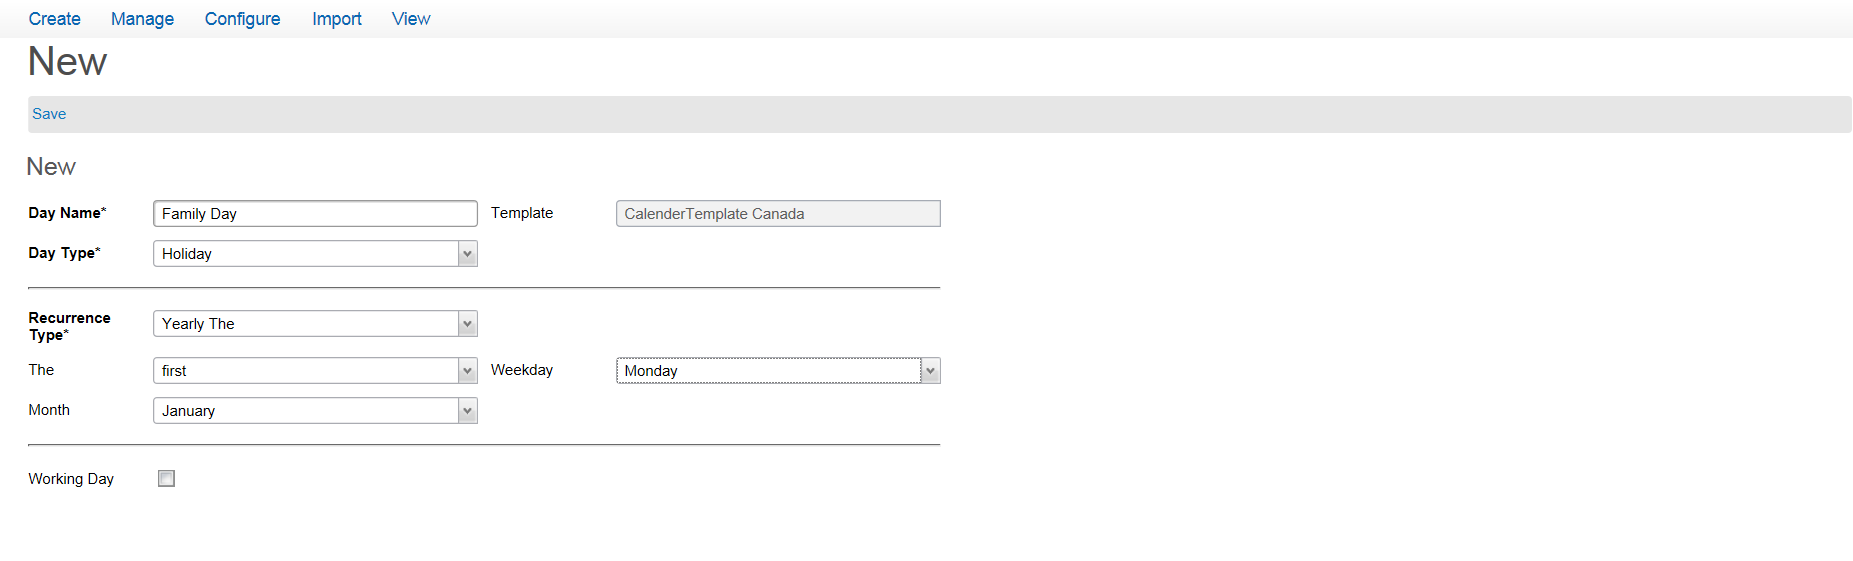 Create Manage Configure Import View
New
Save
New
Day Name* Family Day Template CalenderTemplate Canada
Day Type* Holiday
Recurrence
Type* Yearly The
The first Weekday Monday
Month January
Working Day